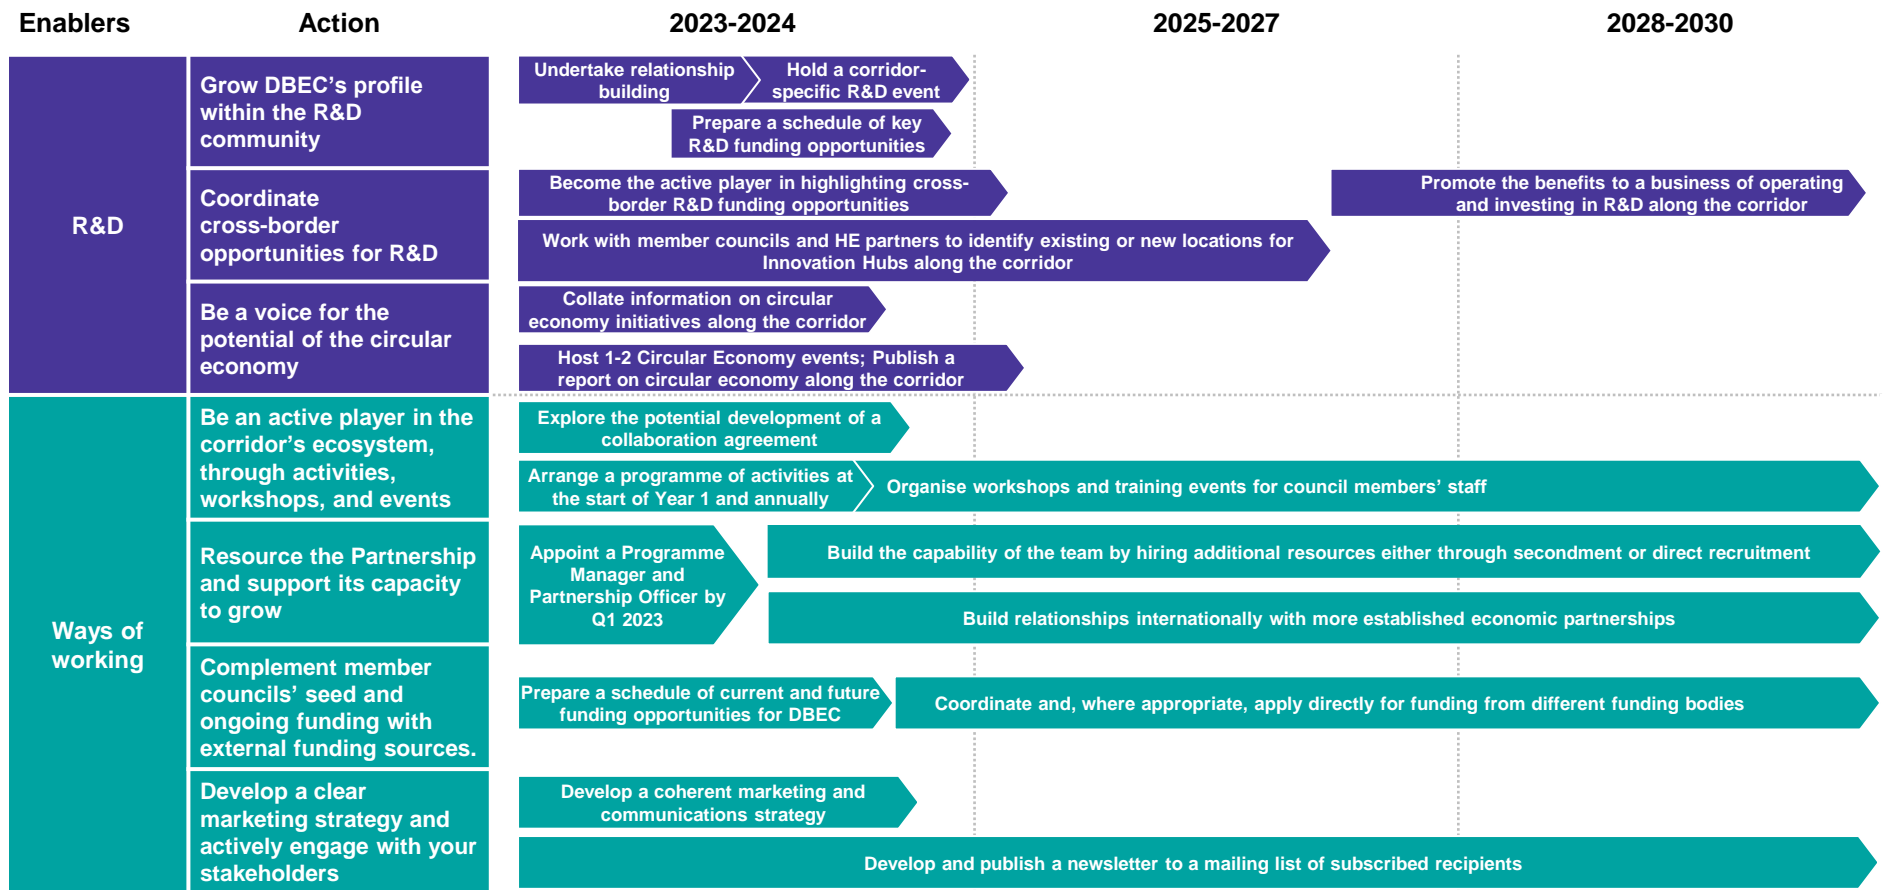 Enablers
Action
2023-2024
2025-2027
2028-2030
R&D
Grow DBEC’s profile
within the R&D
community
Undertake relationship
building
Hold a corridor-
specific R&D event
Prepare a schedule of key
R&D funding opportunities
Coordinate
cross-border
opportunities for R&D
Become the active player in highlighting cross-
border R&D funding opportunities
Promote the benefits to a business of operating
and investing in R&D along the corridor
Work with member councils and HE partners to identify existing or new locations for
Innovation Hubs along the corridor
Be a voice for the
potential of the circular
economy
Collate information on circular
economy initiatives along the corridor
Host 1-2 Circular Economy events; Publish a
report on circular economy along the corridor
Ways of
working
Be an active player in the
corridor’s ecosystem,
through activities,
workshops, and events
Explore the potential development of a
collaboration agreement
Arrange a programme of activities at
the start of Year 1 and annually
Organise workshops and training events for council members’ staff
Resource the Partnership
and support its capacity
to grow
Appoint a Programme
Manager and
Partnership Officer by
Q1 2023
Build the capability of the team by hiring additional resources either through secondment or direct recruitment
Build relationships internationally with more established economic partnerships
Complement member
councils’ seed and
ongoing funding with
external funding sources.
Prepare a schedule of current and future
funding opportunities for DBEC
Coordinate and, where appropriate, apply directly for funding from different funding bodies
Develop a clear
marketing strategy and
actively engage with your
stakeholders
Develop a coherent marketing and
communications strategy
Develop and publish a newsletter to a mailing list of subscribed recipients